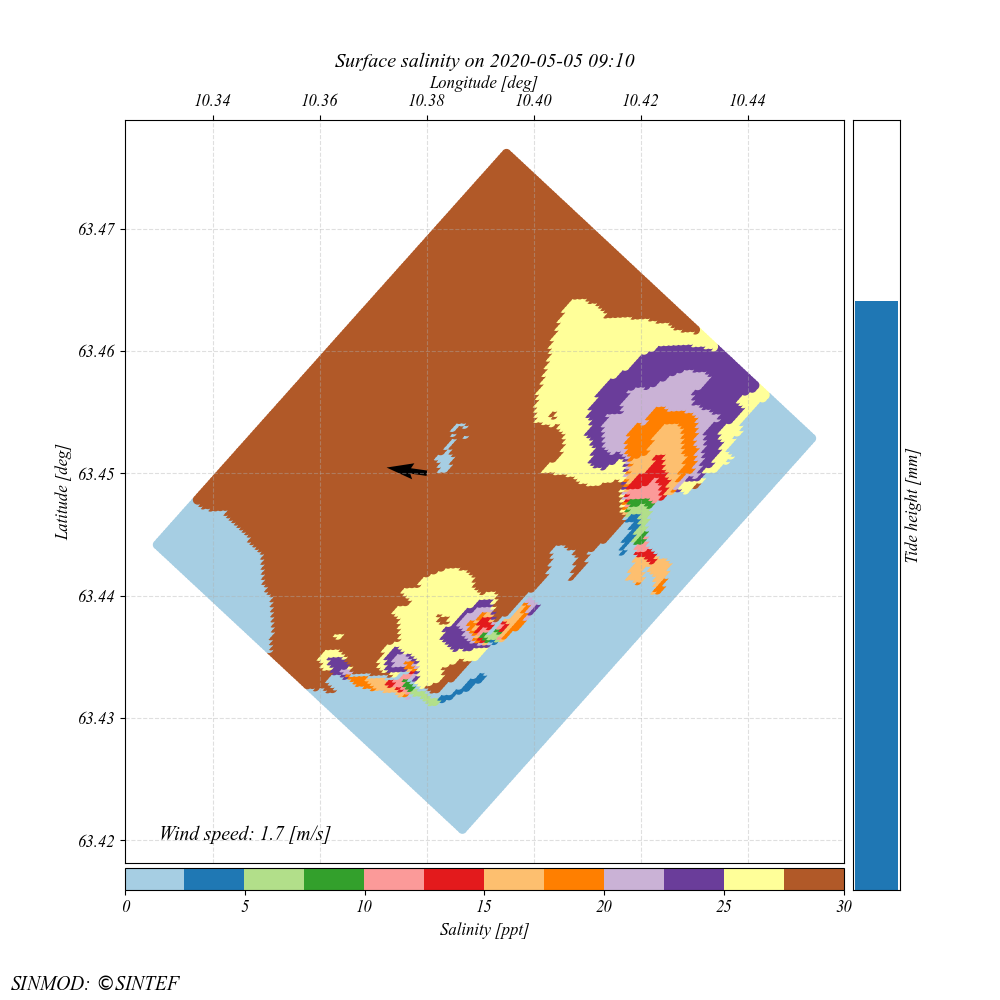 Surface salinity on 2020-05-05 09:10
Longitude [deg]
10.34 10.36 10.38 10.40 10.42 10.44
63.47
63.46
63.45
63.44
63.43
63.42
Latitude [deg]
Tide height [mm]
Wind speed: 1.7 [m/s]
0 5 10 15 20 25 30
Salinity [ppt]
SINMOD: ©SINTEF